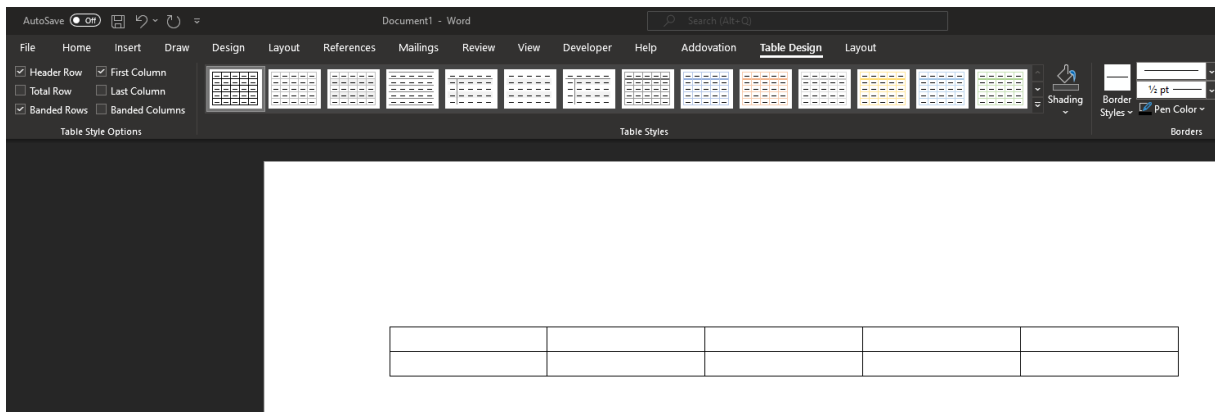 AutoSave Off Document1 - Word Search (Alt+Q)
File Home Insert Draw Design Layout References Mailings Review View Developer Help Addovation Table Design Layout
Header Row First Column
Total Row Last Column
Banded Rows Banded Columns
Table Style Options
Table Styles
Shading
Border Styles
½ pt
Pen Color
Borders